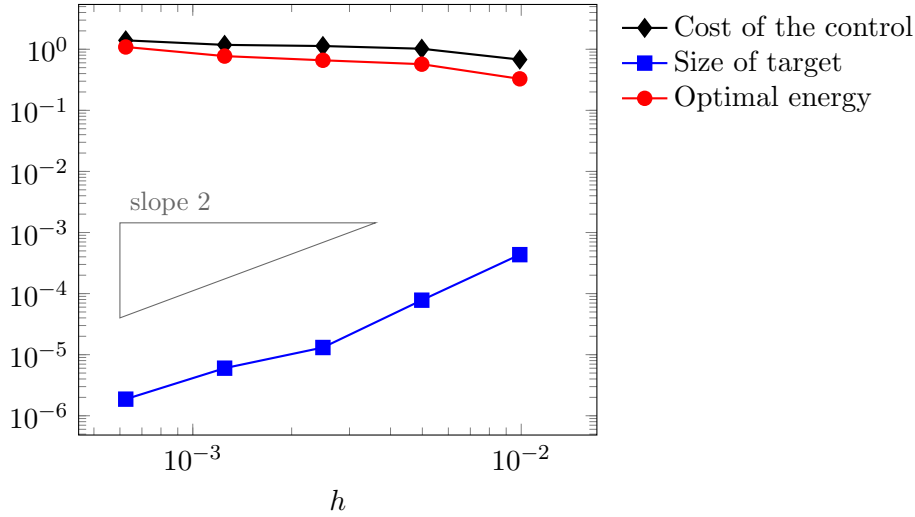 10^0
10^{-1}
10^{-2}
10^{-3}
10^{-4}
10^{-5}
10^{-6}
slope 2
10^{-3}
10^{-2}
h
Cost of the control
Size of target
Optimal energy